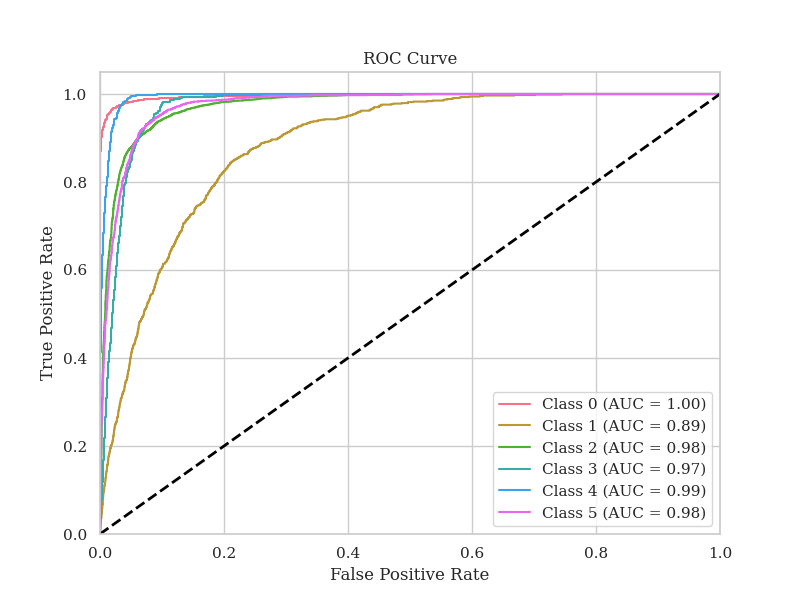 ROC Curve
True Positive Rate
1.0
0.8
0.6
0.4
0.2
0.0
Class 0 (AUC = 1.00)
Class 1 (AUC = 0.89)
Class 2 (AUC = 0.98)
Class 3 (AUC = 0.97)
Class 4 (AUC = 0.99)
Class 5 (AUC = 0.98)
0.0 0.2 0.4 0.6 0.8 1.0
False Positive Rate